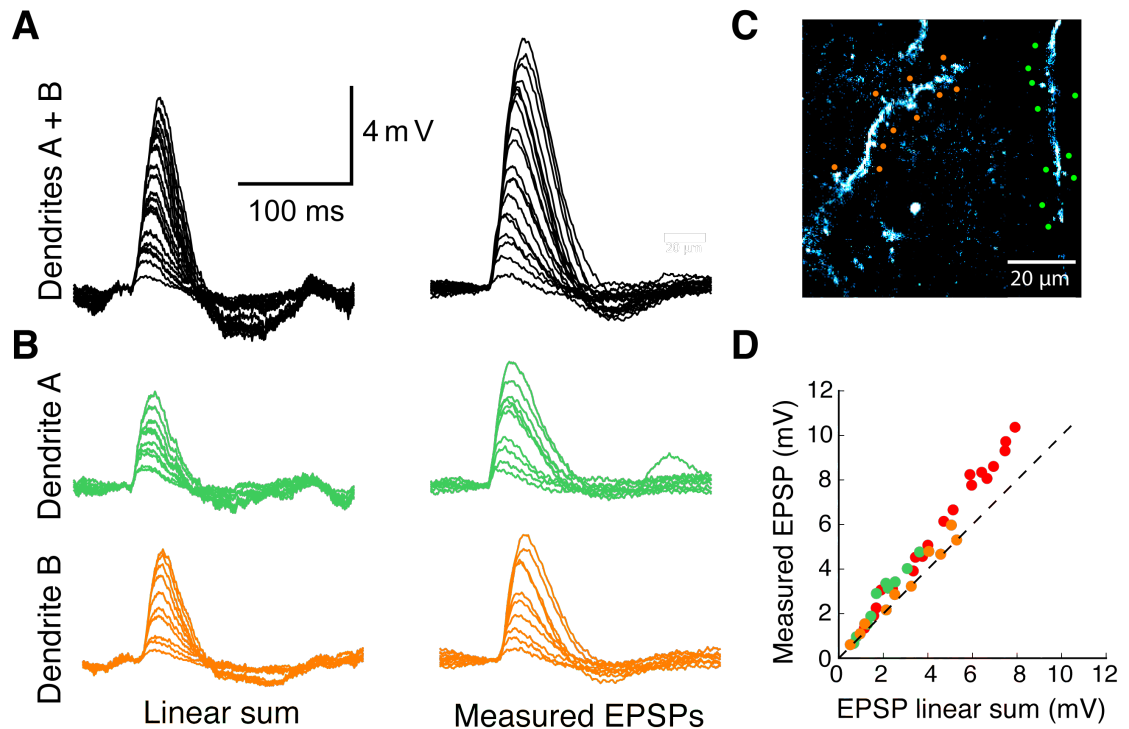 A
Dendrites A + B
4 mV
100 ms
20 µm
B
Dendrite A
Dendrite B
Linear sum
Measured EPSPs
C
20 µm
D
Measured EPSP (mV)
12
10
8
6
4
2
0
0 2 4 6 8 10 12
EPSP linear sum (mV)